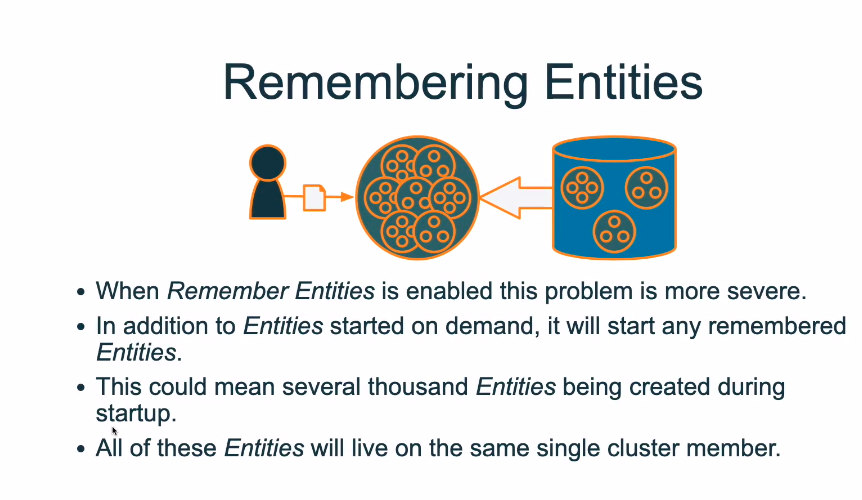 Remembering Entities
• When Remember Entities is enabled this problem is more severe.
• In addition to Entities started on demand, it will start any remembered
Entities.
• This could mean several thousand Entities being created during
startup.
• All of these Entities will live on the same single cluster member.